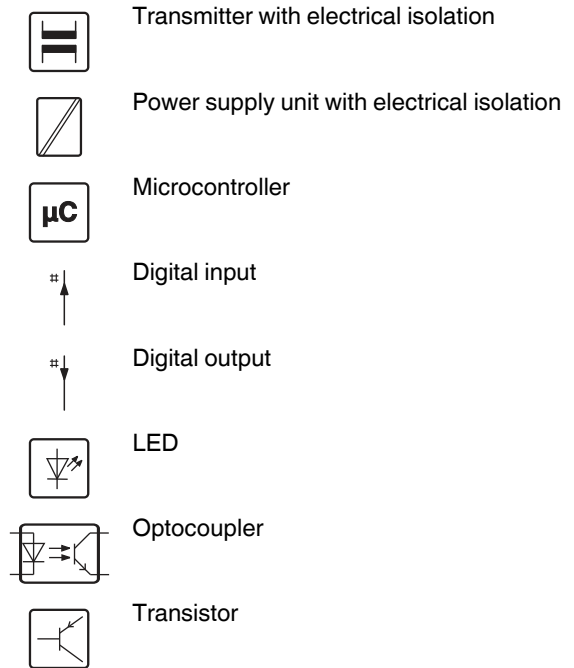 Transmitter with electrical isolation
Power supply unit with electrical isolation
µC
Microcontroller
#
Digital input
#
Digital output
LED
Optocoupler
Transistor